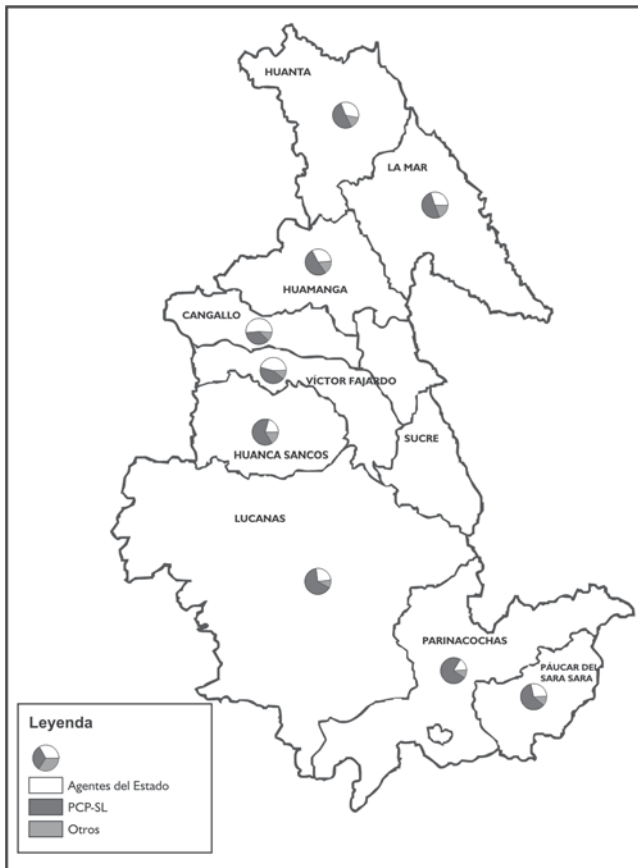 HUANTA
LA MAR
HUAMANGA
CANGALLO
VÍCTOR FAJARDO
SUCRE
HUANCA SANCOS
LUCANAS
PARINACOCHAS
PÁUCAR DEL
SARA SARA
Leyenda
Agentes del Estado
PCP-SL
Otros